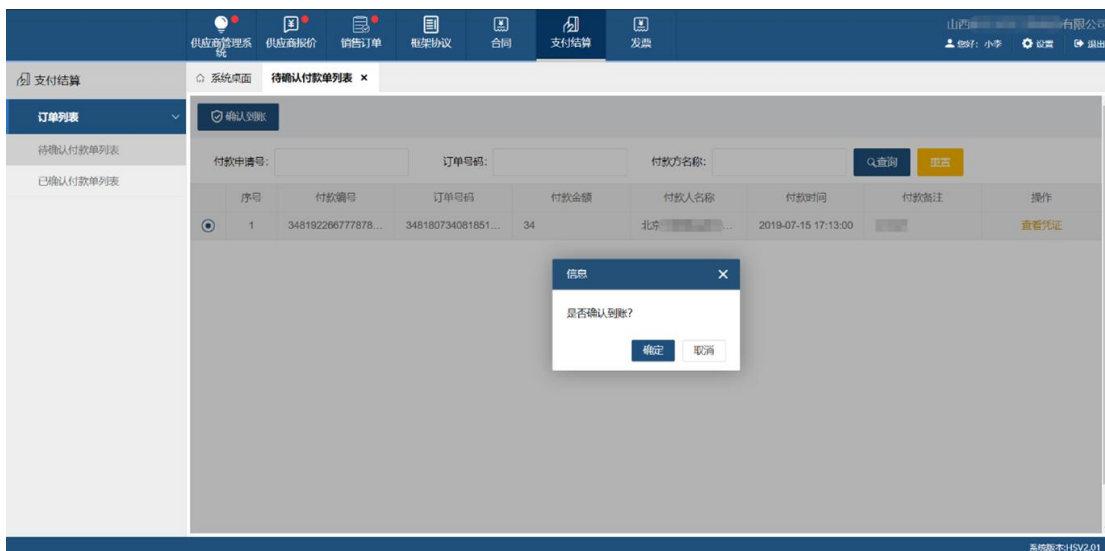 山西 有限公司
供应商管理系统 供应商报价 销售订单 框架协议 合同 支付结算 发票
您好：小李 设置 退出
支付结算
系统桌面 待确认付款单列表 ×
订单列表
确认到账
待确认付款单列表
已确认付款单列表
付款申请号: 订单号码: 付款方名称: 查询 重置
序号 付款编号 订单号码 付款金额 付款人名称 付款时间 付款备注 操作
1 348192266777878... 348180734081851... 34 北京 ... 2019-07-15 17:13:00 查看凭证
信息 ×
是否确认到账?
确定 取消
系统版本:HSV2.01